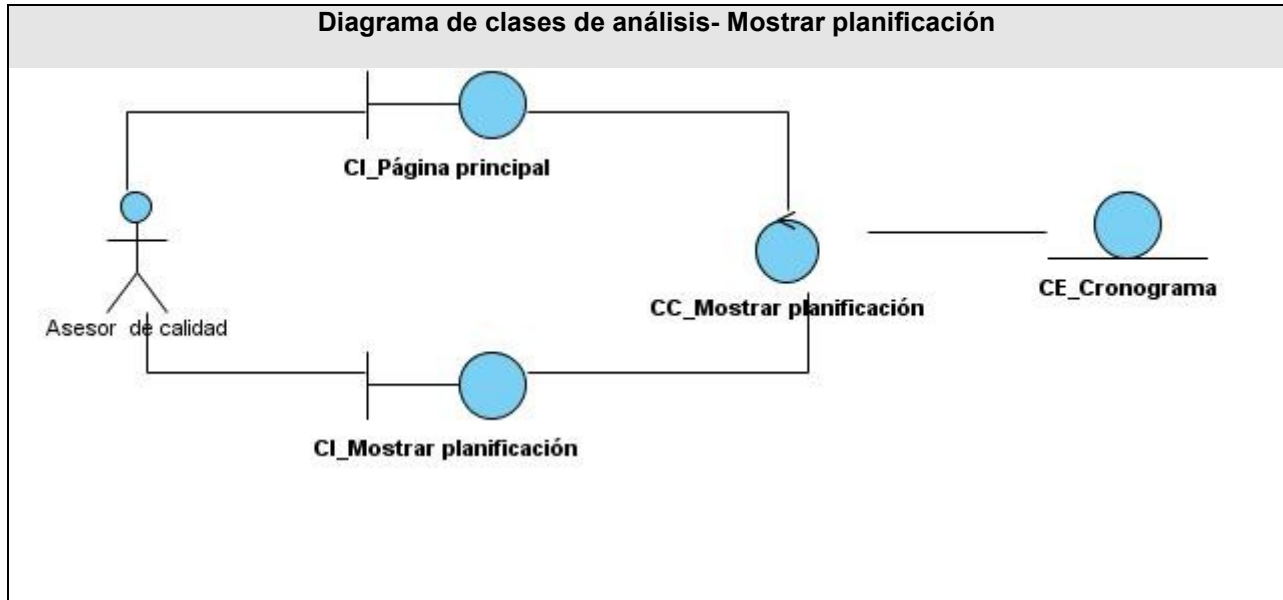 Diagrama de clases de análisis- Mostrar planificación
CI_Página principal
CC_Mostrar planificación
CE_Cronograma
Asesor de calidad
CI_Mostrar planificación